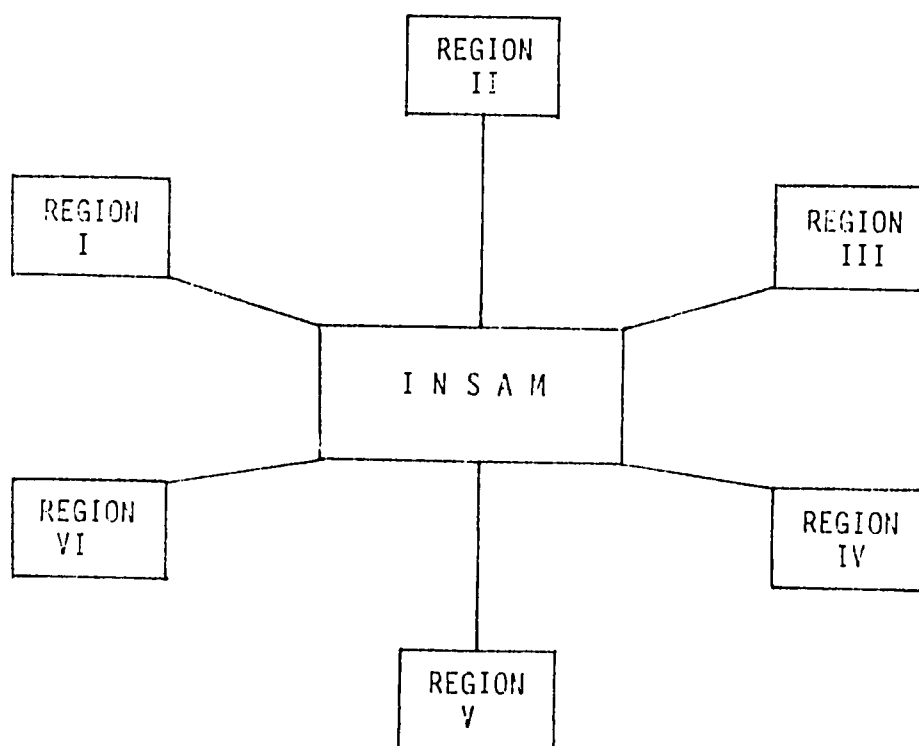 REGION
II
REGION
I
REGION
III
I N S A M
REGION
VI
REGION
IV
REGION
V